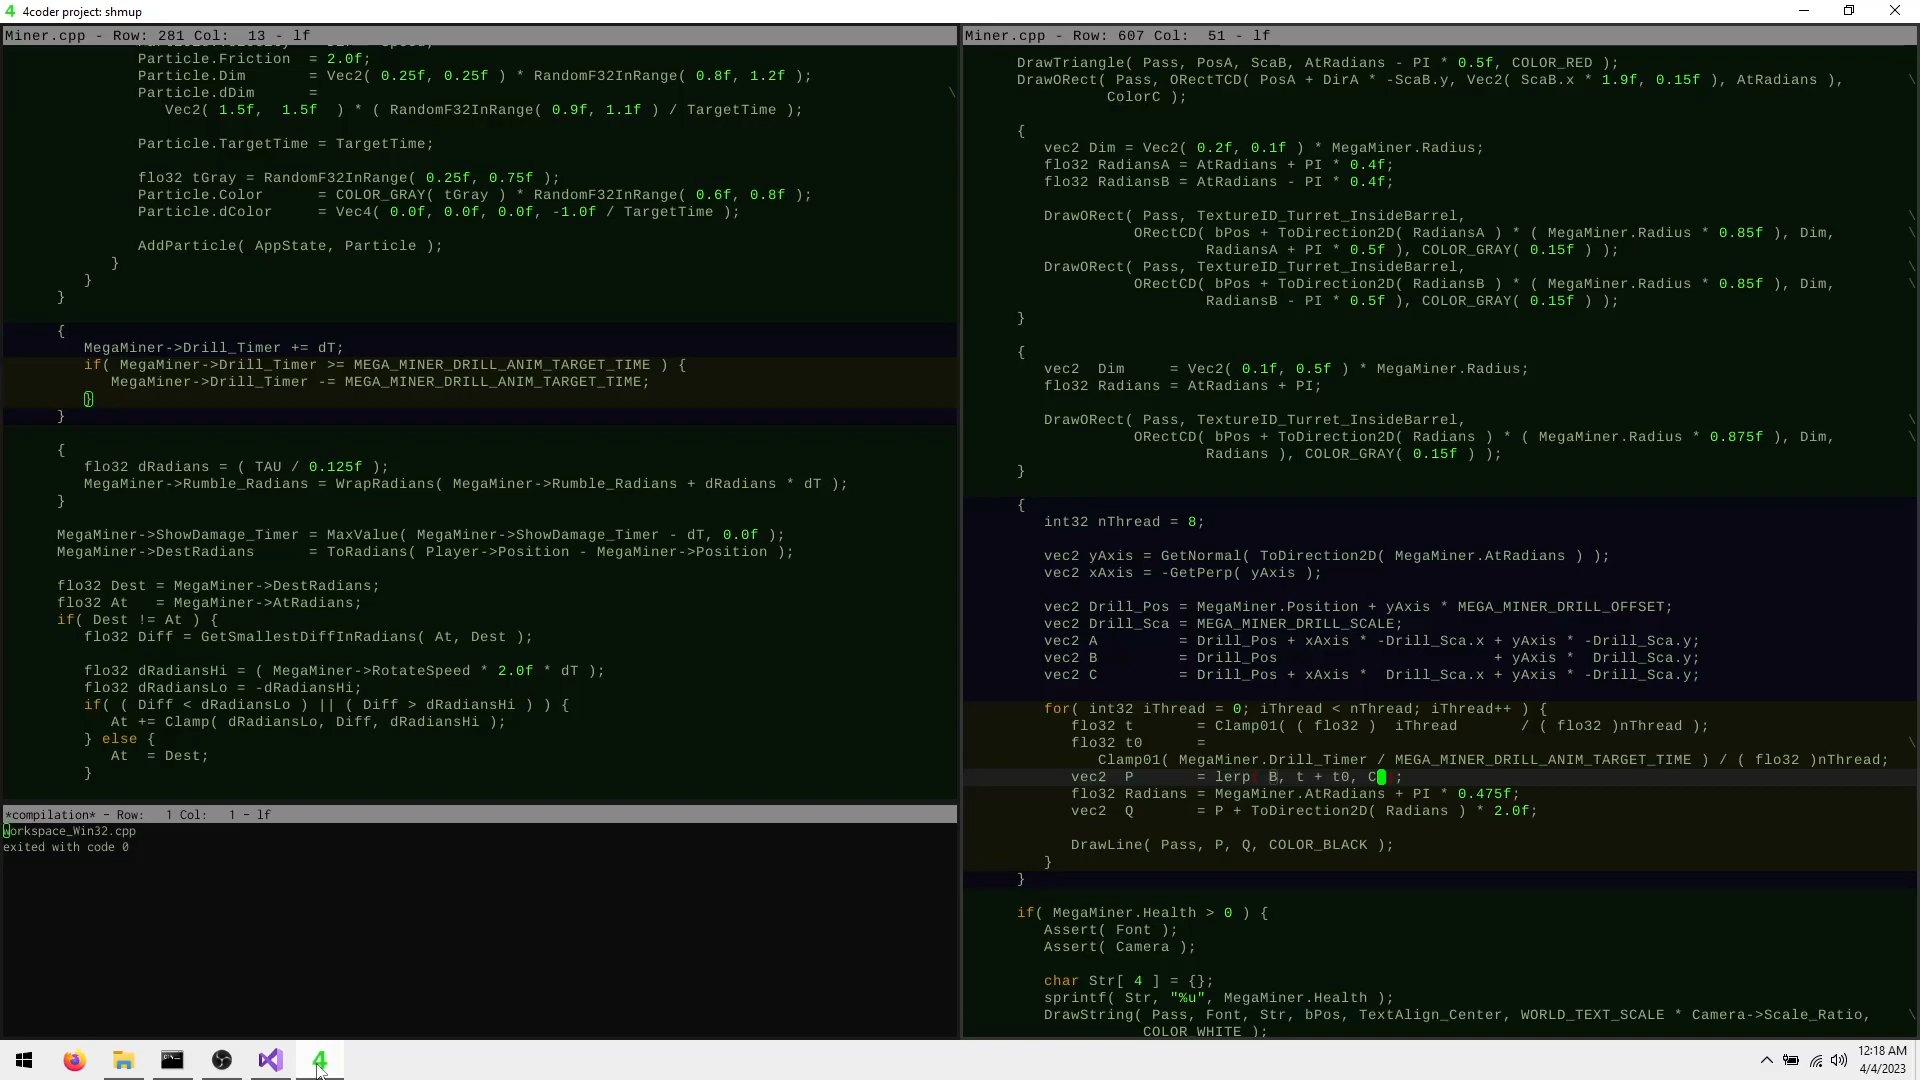 4coder project: shmup
Miner.cpp - Row: 281 Col:  13 - lf
Particle.Friction  = 2.0f;
Particle.Dim       = Vec2( 0.25f, 0.25f ) * RandomF32InRange( 0.8f, 1.2f );
Particle.dDim      =                                                                      \
Vec2( 1.5f,  1.5f  ) * ( RandomF32InRange( 0.9f, 1.1f ) / TargetTime );
Particle.TargetTime = TargetTime;
flo32 tGray = RandomF32InRange( 0.25f, 0.75f );
Particle.Color      = COLOR_GRAY( tGray ) * RandomF32InRange( 0.6f, 0.8f );
Particle.dColor     = Vec4( 0.0f, 0.0f, 0.0f, -1.0f / TargetTime );
AddParticle( AppState, Particle );
}
}
}
{
MegaMiner->Drill_Timer += dT;
if( MegaMiner->Drill_Timer >= MEGA_MINER_DRILL_ANIM_TARGET_TIME ) {
MegaMiner->Drill_Timer -= MEGA_MINER_DRILL_ANIM_TARGET_TIME;
}
}
{
flo32 dRadians = ( TAU / 0.125f );
MegaMiner->Rumble_Radians = WrapRadians( MegaMiner->Rumble_Radians + dRadians * dT );
}
MegaMiner->ShowDamage_Timer = MaxValue( MegaMiner->ShowDamage_Timer - dT, 0.0f );
MegaMiner->DestRadians      = ToRadians( Player->Position - MegaMiner->Position );
flo32 Dest = MegaMiner->DestRadians;
flo32 At   = MegaMiner->AtRadians;
if( Dest != At ) {
flo32 Diff = GetSmallestDiffInRadians( At, Dest );
flo32 dRadiansHi = ( MegaMiner->RotateSpeed * 2.0f * dT );
flo32 dRadiansLo = -dRadiansHi;
if( ( Diff < dRadiansLo ) || ( Diff > dRadiansHi ) ) {
At += Clamp( dRadiansLo, Diff, dRadiansHi );
} else {
At  = Dest;
}
*compilation* - Row:   1 Col:   1 - lf
workspace_Win32.cpp
exited with code 0
Miner.cpp - Row: 607 Col:  51 - lf
DrawTriangle( Pass, PosA, ScaB, AtRadians - PI * 0.5f, COLOR_RED );
DrawORect( Pass, ORectTCD( PosA + DirA * -ScaB.y, Vec2( ScaB.x * 1.9f, 0.15f ), AtRadians ),       \
ColorC );
{
vec2 Dim = Vec2( 0.2f, 0.1f ) * MegaMiner.Radius;
flo32 RadiansA = AtRadians + PI * 0.4f;
flo32 RadiansB = AtRadians - PI * 0.4f;
DrawORect( Pass, TextureID_Turret_InsideBarrel, \
ORectCD( bPos + ToDirection2D( RadiansA ) * ( MegaMiner.Radius * 0.85f ), Dim, \
RadiansA + PI * 0.5f ), COLOR_GRAY( 0.15f ) );
DrawORect( Pass, TextureID_Turret_InsideBarrel, \
ORectCD( bPos + ToDirection2D( RadiansB ) * ( MegaMiner.Radius * 0.85f ), Dim, \
RadiansB - PI * 0.5f ), COLOR_GRAY( 0.15f ) );
}
{
vec2  Dim     = Vec2( 0.1f, 0.5f ) * MegaMiner.Radius;
flo32 Radians = AtRadians + PI;
DrawORect( Pass, TextureID_Turret_InsideBarrel, \
ORectCD( bPos + ToDirection2D( Radians ) * ( MegaMiner.Radius * 0.875f ), Dim, \
Radians ), COLOR_GRAY( 0.15f ) );
}
{
int32 nThread = 8;
vec2 yAxis = GetNormal( ToDirection2D( MegaMiner.AtRadians ) );
vec2 xAxis = -GetPerp( yAxis );
vec2 Drill_Pos = MegaMiner.Position + yAxis * MEGA_MINER_DRILL_OFFSET;
vec2 Drill_Sca = MEGA_MINER_DRILL_SCALE;
vec2 A         = Drill_Pos + xAxis * -Drill_Sca.x + yAxis * -Drill_Sca.y;
vec2 B         = Drill_Pos                        + yAxis *  Drill_Sca.y;
vec2 C         = Drill_Pos + xAxis *  Drill_Sca.x + yAxis * -Drill_Sca.y;
for( int32 iThread = 0; iThread < nThread; iThread++ ) {
flo32 t       = Clamp01( ( flo32 )  iThread       / ( flo32 )nThread );
flo32 t0      = \
Clamp01( MegaMiner.Drill_Timer / MEGA_MINER_DRILL_ANIM_TARGET_TIME ) / ( flo32 )nThread;
vec2  P       = lerp( B, t + t0, C );
flo32 Radians = MegaMiner.AtRadians + PI * 0.475f;
vec2  Q       = P + ToDirection2D( Radians ) * 2.0f;
DrawLine( Pass, P, Q, COLOR_BLACK );
}
}
if( MegaMiner.Health > 0 ) {
Assert( Font );
Assert( Camera );
char Str[ 4 ] = {};
sprintf( Str, "%u", MegaMiner.Health );
DrawString( Pass, Font, Str, bPos, TextAlign_Center, WORLD_TEXT_SCALE * Camera->Scale_Ratio, \
COLOR_WHITE );
12:18 AM
4/4/2023